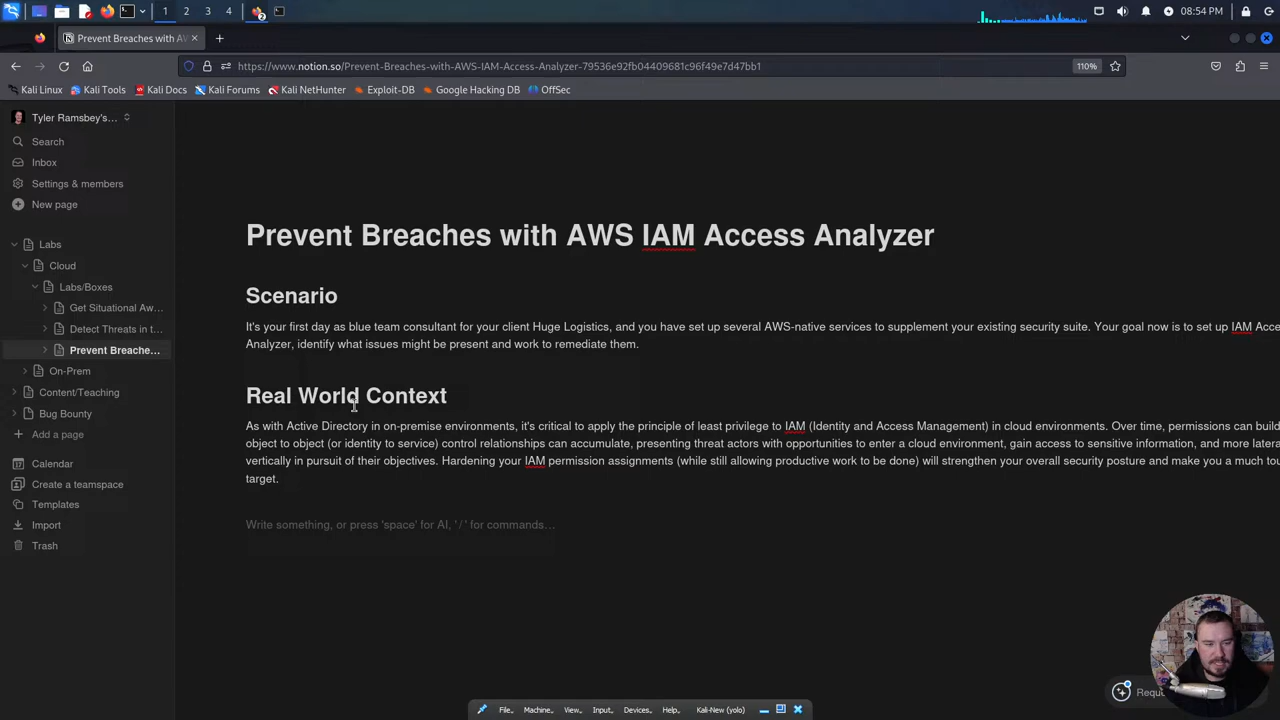 1
2
3
4
2
08:54 PM
Prevent Breaches with AW
https://www.notion.so/Prevent-Breaches-with-AWS-IAM-Access-Analyzer-79536e92fb04409681c96f49e7d47bb1
110%
Kali Linux
Kali Tools
Kali Docs
Kali Forums
Kali NetHunter
Exploit-DB
Google Hacking DB
OffSec
Tyler Ramsbey's...
Search
Inbox
Settings & members
New page
Labs
Cloud
Labs/Boxes
Get Situational Aw...
Detect Threats in t...
Prevent Breache...
On-Prem
Content/Teaching
Bug Bounty
Add a page
Calendar
Create a teamspace
Templates
Import
Trash
Prevent Breaches with AWS IAM Access Analyzer
Scenario
It's your first day as blue team consultant for your client Huge Logistics, and you have set up several AWS-native services to supplement your existing security suite. Your goal now is to set up IAM Acce
Analyzer, identify what issues might be present and work to remediate them.
Real World Context
As with Active Directory in on-premise environments, it's critical to apply the principle of least privilege to IAM (Identity and Access Management) in cloud environments. Over time, permissions can build
object to object (or identity to service) control relationships can accumulate, presenting threat actors with opportunities to enter a cloud environment, gain access to sensitive information, and more latera
vertically in pursuit of their objectives. Hardening your IAM permission assignments (while still allowing productive work to be done) will strengthen your overall security posture and make you a much tou
target.
Write something, or press 'space' for AI, '/' for commands...
Requ
File..
Machine..
View..
Input..
Devices..
Help..
Kali-New (yolo)